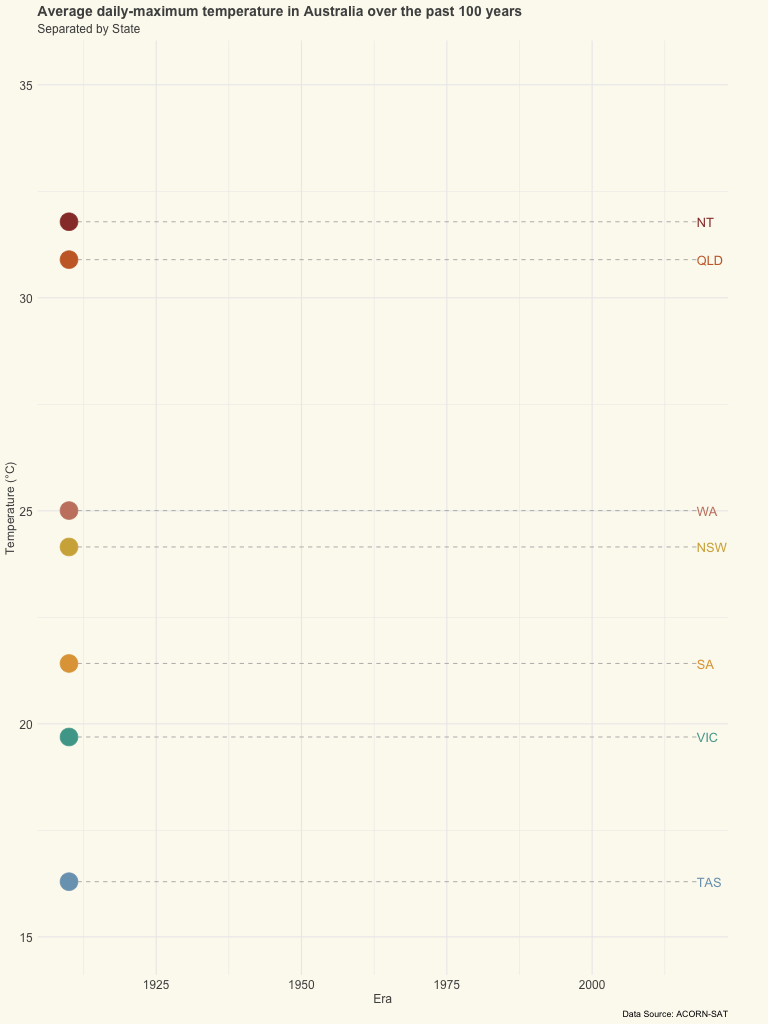 Average daily-maximum temperature in Australia over the past 100 years
Separated by State
35
NT
QLD
30
Temperature (°C)
25
WA
NSW
SA
20
VIC
TAS
15
1925 1950 1975 2000
Era
Data Source: ACORN-SAT